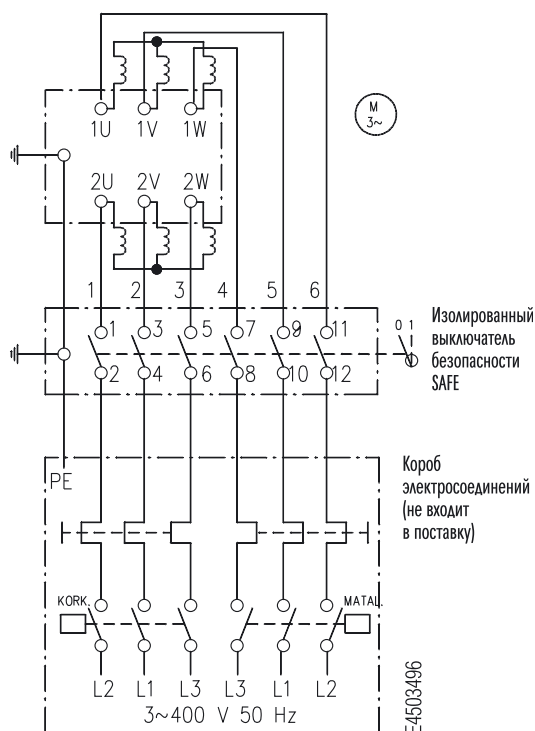 M
3~
1U 1V 1W
2U 2V 2W
1 2 3 4 5 6
1 3 5 7 9 11
0 1
2 4 6 8 10 12
Изолированный
выключатель
безопасности
SAFE
PE
Короб
электросоединений
(не входит
в поставку)
KORK. MATAL.
L2 L1 L3 L3 L1 L2
3~400 V 50 Hz
E4503496